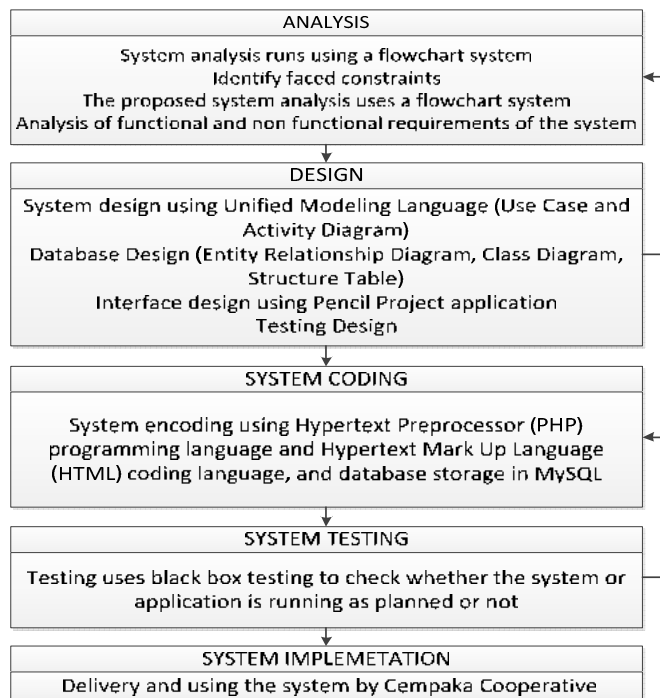 ANALYSIS
System analysis runs using a flowchart system
Identify faced constraints
The proposed system analysis uses a flowchart system
Analysis of functional and non functional requirements of the system
DESIGN
System design using Unified Modeling Language (Use Case and
Activity Diagram)
Database Design (Entity Relationship Diagram, Class Diagram,
Structure Table)
Interface design using Pencil Project application
Testing Design
SYSTEM CODING
System encoding using Hypertext Preprocessor (PHP)
programming language and Hypertext Mark Up Language
(HTML) coding language, and database storage in MySQL
SYSTEM TESTING
Testing uses black box testing to check whether the system or
application is running as planned or not
SYSTEM IMPLEMETATION
Delivery and using the system by Cempaka Cooperative